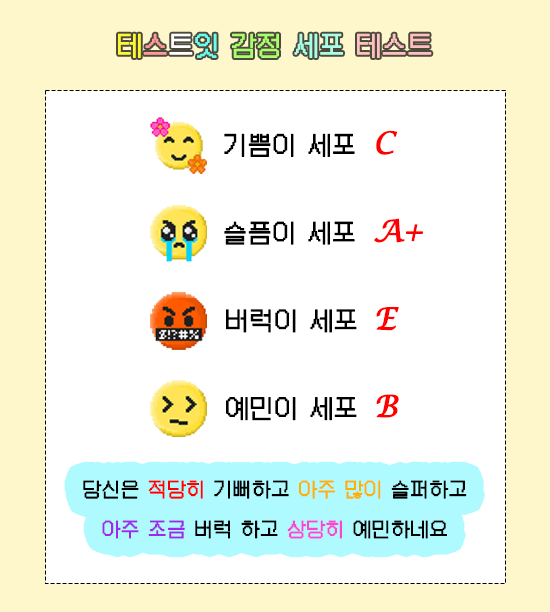 테스트잇 감정 세포 테스트
기쁨이 세포 C
슬픔이 세포 A+
버럭이 세포 E
$!?#%
예민이 세포 B
당신은 적당히 기뻐하고 아주 많이 슬퍼하고
아주 조금 버럭 하고 상당히 예민하네요